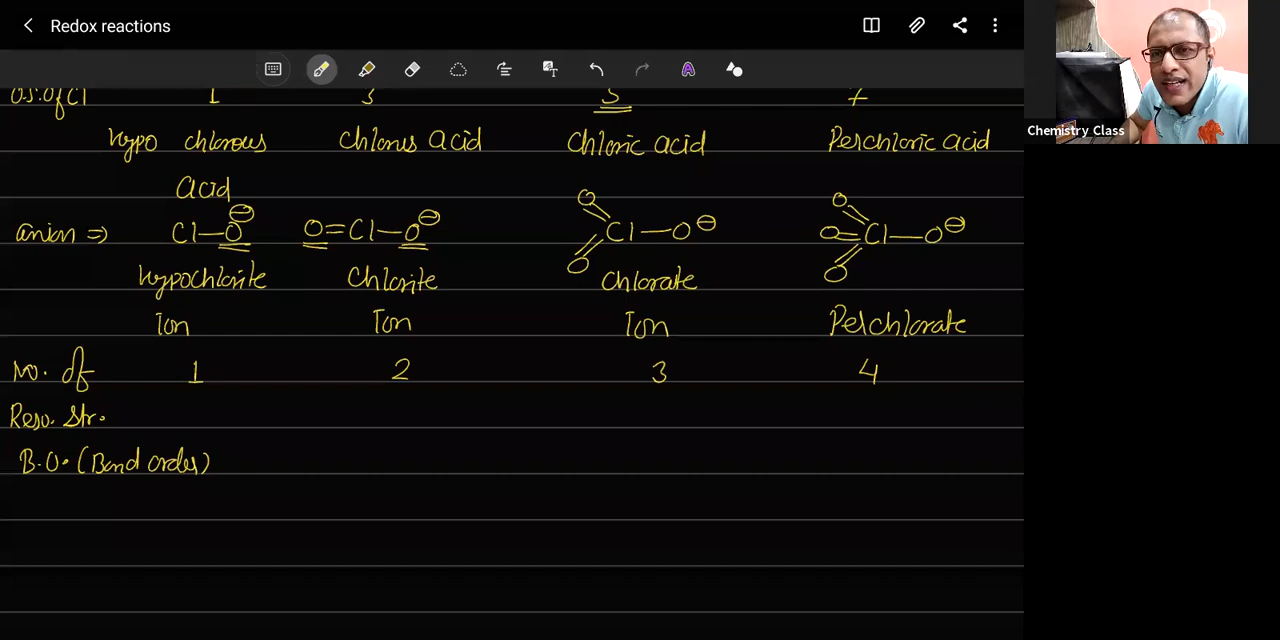 Redox reactions
Chemistry Class
O.S. of Cl 1 3 5 7
Hypo chlorous Chlorus acid Chloric acid Perchloric acid
acid
anion ⇒ Cl—O⊖ O=Cl—O⊖ O O Cl—O⊖ O O O Cl—O⊖
Hypochlorite Chlorite Chlorate Perchlorate
Ion Ion Ion
No. of 1 2 3 4
Reso. Str.
B.O. (Bond order)